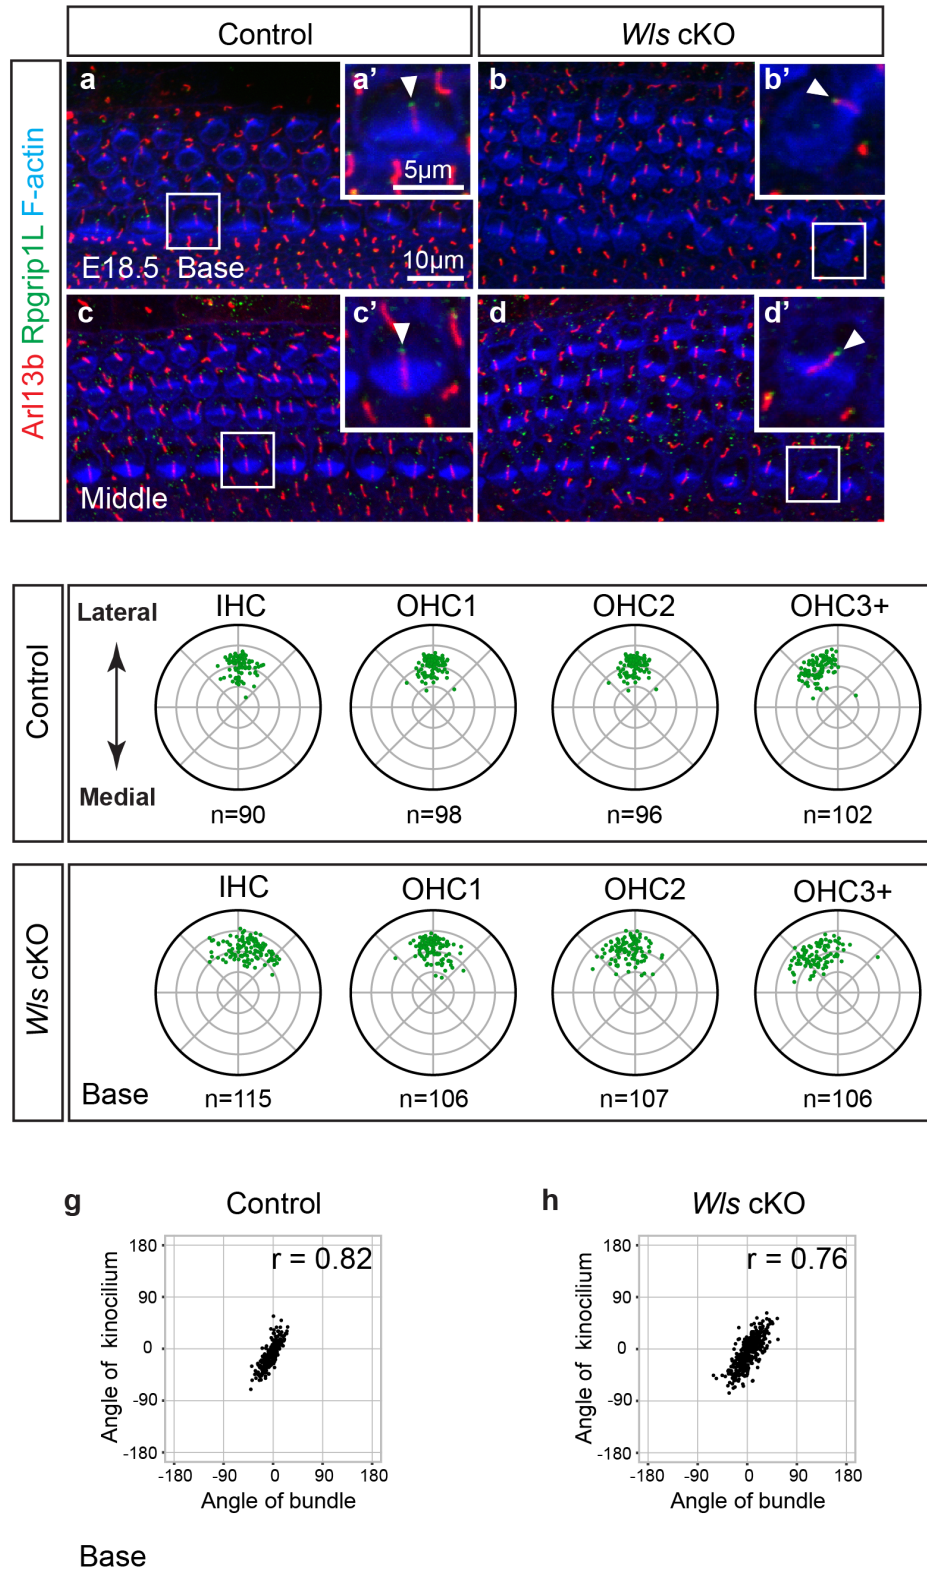 Control
Wls cKO
Arl13b Rpgrip1L F-actin
a
a'
5μm
E18.5 Base
10μm
b
b'
c
c'
Middle
d
d'
Control
Lateral
Medial
IHC
OHC1
OHC2
OHC3+
n=90
n=98
n=96
n=102
Wls cKO
IHC
OHC1
OHC2
OHC3+
Base
n=115
n=106
n=107
n=106
g
Control
r = 0.82
Angle of kinocilium
180
90
0
-90
-180
-180
-90
0
90
180
Angle of bundle
h
Wls cKO
r = 0.76
Angle of kinocilium
180
90
0
-90
-180
-180
-90
0
90
180
Angle of bundle
Base